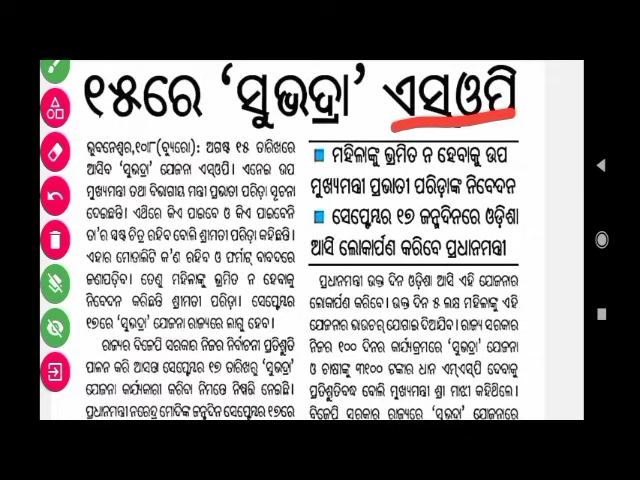 ୧୫ରେ ‘ସୁଭଦ୍ରା’ ଏସ୍ଓପି
ଭୁବନେଶ୍ୱର,୧୦।୮(ବ୍ୟୁରୋ): ଅଗଷ୍ଟ ୧୫ ତାରିଖରେ
ଆସିବ ‘ସୁଭଦ୍ରା’ ଯୋଜନା ଏସ୍ଓପି। ଏନେଇ ଉପ
ମୁଖ୍ୟମନ୍ତ୍ରୀ ତଥା ବିଭାଗୀୟ ମନ୍ତ୍ରୀ ପ୍ରଭାତୀ ପରିଡ଼ା ସୂଚନା
ଦେଇଛନ୍ତି। ଏଥିରେ କିଏ ପାଇବେ ଓ କିଏ ପାଇବେନି
ତା’ର ସ୍ପଷ୍ଟ ଚିତ୍ର ରହିବ ବୋଲି ଶ୍ରୀମତୀ ପରିଡ଼ା କହିଛନ୍ତି।
ଏହାର ମୋଡାଲିଟି କ’ଣ ରହିବ ଓ ଫର୍ମାଟ୍ ବାବଦରେ
ଜଣାପଡ଼ିବ। ତେଣୁ ମହିଳାଙ୍କୁ ଭ୍ରମିତ ନ ହେବାକୁ
ନିବେଦନ କରିଛନ୍ତି ଶ୍ରୀମତୀ ପରିଡ଼ା। ସେପ୍ଟେମ୍ବର
୧୭ରେ ‘ସୁଭଦ୍ରା’ ଯୋଜନା ରାଜ୍ୟରେ ଲାଗୁ ହେବ।
ରାଜ୍ୟର ବିଜେପି ସରକାର ନିଜର ନିର୍ବାଚନୀ ପ୍ରତିଶ୍ରୁତି
ପାଳନ କରି ଆସନ୍ତା ସେପ୍ଟେମ୍ବର ୧୭ ତାରିଖରୁ ‘ସୁଭଦ୍ରା’
ଯୋଜନା କାର୍ଯ୍ୟକାରୀ କରିବା ନିମନ୍ତେ ନିଷ୍ପତ୍ତି ନେଇଛି।
ପ୍ରଧାନମନ୍ତ୍ରୀ ନରେନ୍ଦ୍ର ମୋଦିଙ୍କ ଜନ୍ମଦିନ ସେପ୍ଟେମ୍ବର ୧୭ରେ
ମହିଳାଙ୍କୁ ଭ୍ରମିତ ନ ହେବାକୁ ଉପ
ମୁଖ୍ୟମନ୍ତ୍ରୀ ପ୍ରଭାତୀ ପରିଡ଼ାଙ୍କ ନିବେଦନ
ସେପ୍ଟେମ୍ବର ୧୭ ଜନ୍ମଦିନରେ ଓଡ଼ିଶା
ଆସି ଲୋକାର୍ପଣ କରିବେ ପ୍ରଧାନମନ୍ତ୍ରୀ
ପ୍ରଧାନମନ୍ତ୍ରୀ ଉକ୍ତ ଦିନ ଓଡ଼ିଶା ଆସି ଏହି ଯୋଜନାର
ଲୋକାର୍ପଣ କରିବେ। ଉକ୍ତ ଦିନ ୫ ଲକ୍ଷ ମହିଳାଙ୍କୁ ଏହି
ଯୋଜନାର ଭାଉଚର୍ ଯୋଗାଇ ଦିଆଯିବ। ରାଜ୍ୟ ସରକାର
ନିଜର ୧୦୦ ଦିନର କାର୍ଯ୍ୟକ୍ରମରେ ‘ସୁଭଦ୍ରା’ ଯୋଜନା
ଓ ଚାଷୀଙ୍କୁ ୩୧୦୦ ଟଙ୍କାର ଧାନ ଏମ୍ଏସ୍ପି ଦେବାକୁ
ପ୍ରତିଶ୍ରୁତିବଦ୍ଧ ବୋଲି ମୁଖ୍ୟମନ୍ତ୍ରୀ ଶ୍ରୀ ମାଝୀ କହିଥିଲେ।
ବିଜେପି ସରକାର ରାଜ୍ୟରେ ‘ସୁଭଦ୍ରା’ ଯୋଜନାରେ